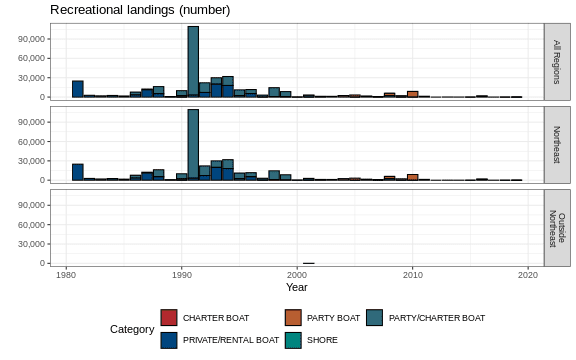 Recreational landings (number)
90,000
60,000
30,000
0
All Regions
90,000
60,000
30,000
0
Northeast
90,000
60,000
30,000
0
Outside
Northeast
1980
1990
2000
2010
2020
Year
Category
CHARTER BOAT
PARTY BOAT
PARTY/CHARTER BOAT
PRIVATE/RENTAL BOAT
SHORE